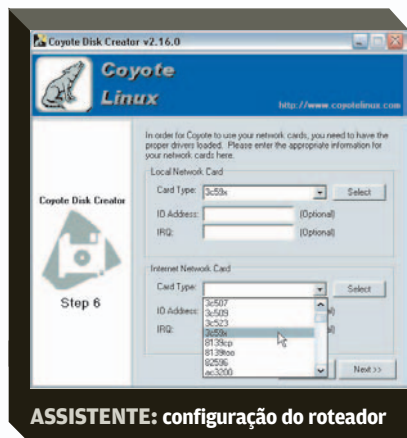 Coyote Disk Creator v2.16.0
Coyote
Linux
http://www.coyotelinux.com
In order for Coyote to use your network cards, you need to have the
proper drivers loaded. Please enter the appropriate information for
your network cards here.
Local Network Card
Card Type: 3c59x Select
IO Address: (Optional)
IRQ: (Optional)
Coyote Disk Creator
Step 6
Internet Network Card
Card Type: Select
IO Address:
IRQ:
3c507
3c509
3c523
3c59x
8139cp
8139too
82596
ac3200
Next >>
ASSISTENTE: configuração do roteador